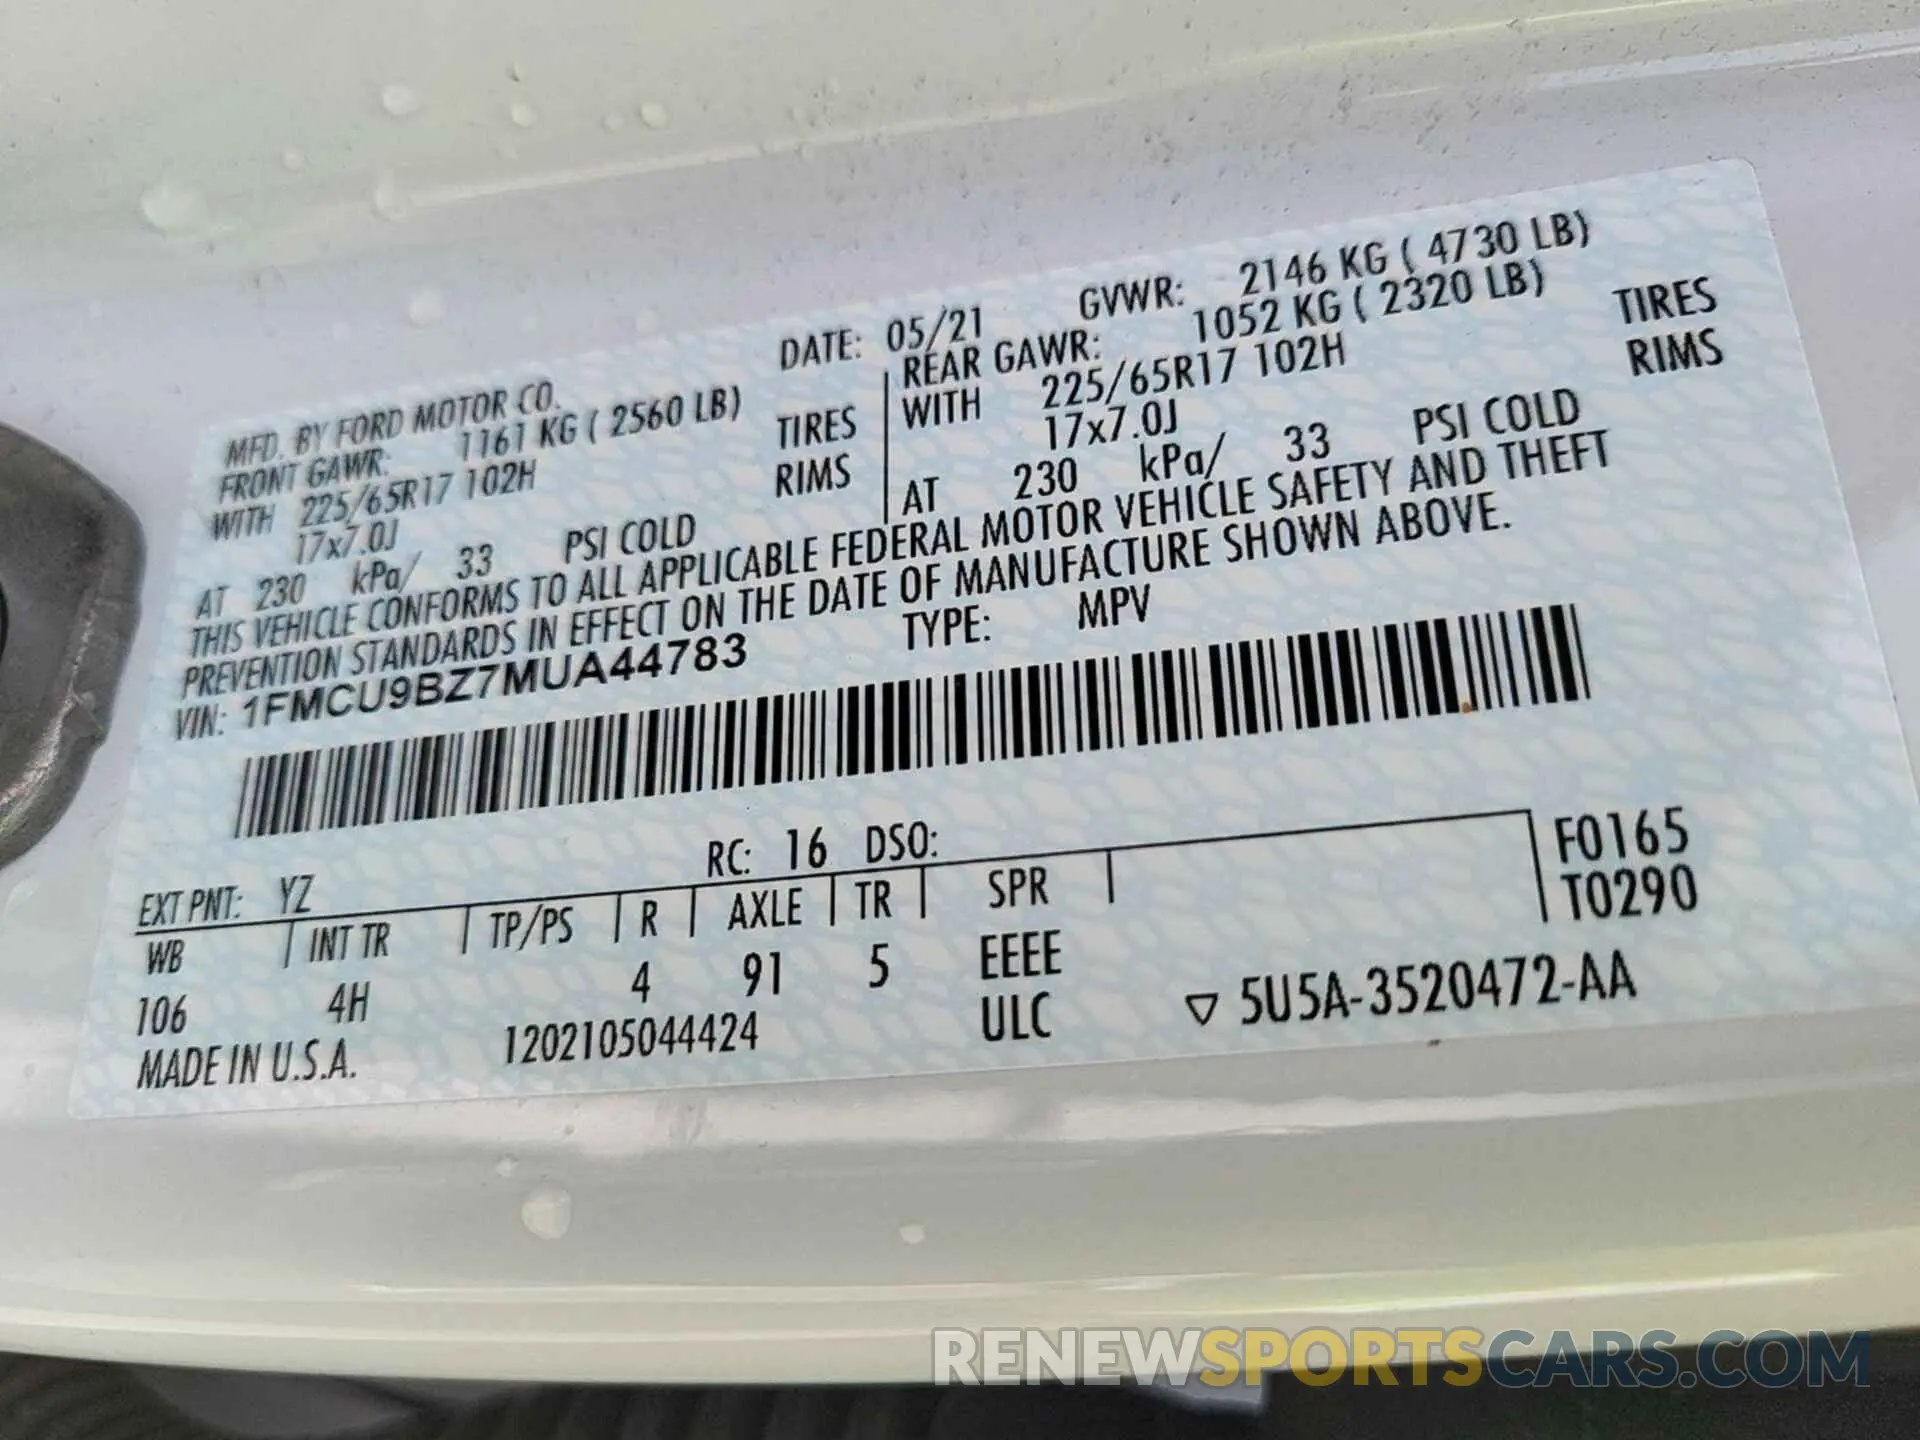 MFD. BY FORD MOTOR CO. DATE: 05/21 GVWR: 2146 KG ( 4730 LB)
FRONT GAWR: 1161 KG ( 2560 LB) REAR GAWR: 1052 KG ( 2320 LB)
WITH 225/65R17 102H TIRES WITH 225/65R17 102H TIRES
17x7.0J RIMS 17x7.0J RIMS
AT 230 kPa/ 33 PSI COLD AT 230 kPa/ 33 PSI COLD
THIS VEHICLE CONFORMS TO ALL APPLICABLE FEDERAL MOTOR VEHICLE SAFETY AND THEFT
PREVENTION STANDARDS IN EFFECT ON THE DATE OF MANUFACTURE SHOWN ABOVE.
VIN: 1FMCU9BZ7MUA44783 TYPE: MPV
EXT PNT: YZ RC: 16 DSO: F0165
WB INT TR TP/PS R AXLE TR SPR T0290
106 4H 4 91 5 EEEE
MADE IN U.S.A. 1202105044424 ULC ▽ 5U5A-3520472-AA
RENEWSPORTSCARS.COM